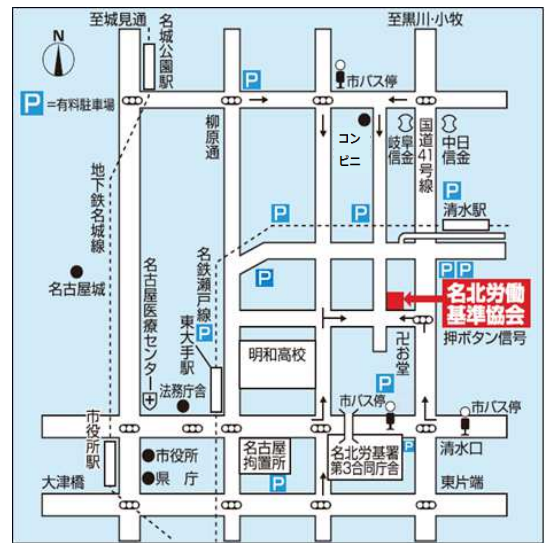 至城見通
至黒川・小牧
N
名城公園駅
P
市バス停
P=有料駐車場
柳原通
コン
ビニ
岐阜
信金
国道41号線
中日
信金
地下鉄名城線
P
清水駅
P
P
名鉄瀬戸線
名古屋城
名古屋医療センター
P
P P
東大手駅
P
名北労働
基準協会
押ボタン信号
明和高校
卍お堂
法務庁舎
P
市バス停
市バス停
市役所駅
市役所
県 庁
名古屋
拘置所
名北労基署
第3合同庁舎
P
清水口
大津橋
P
東片端